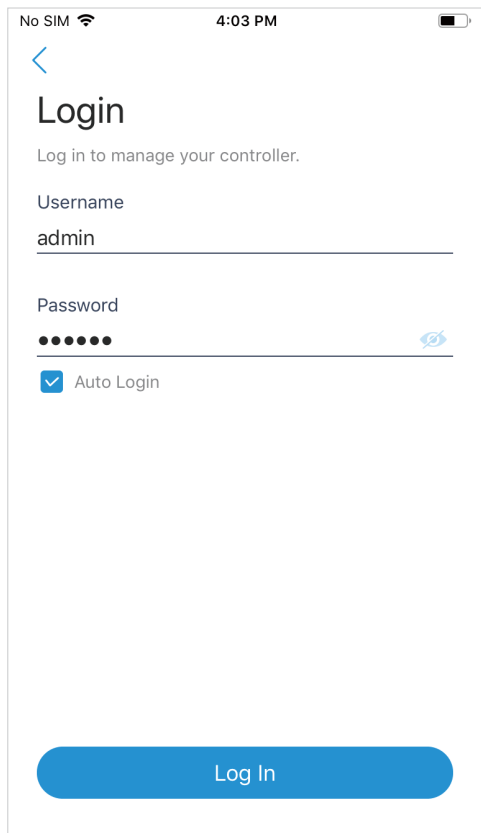 No SIM 4:03 PM
Login
Log in to manage your controller.
Username
admin
Password
●●●●●●
Auto Login
Log In